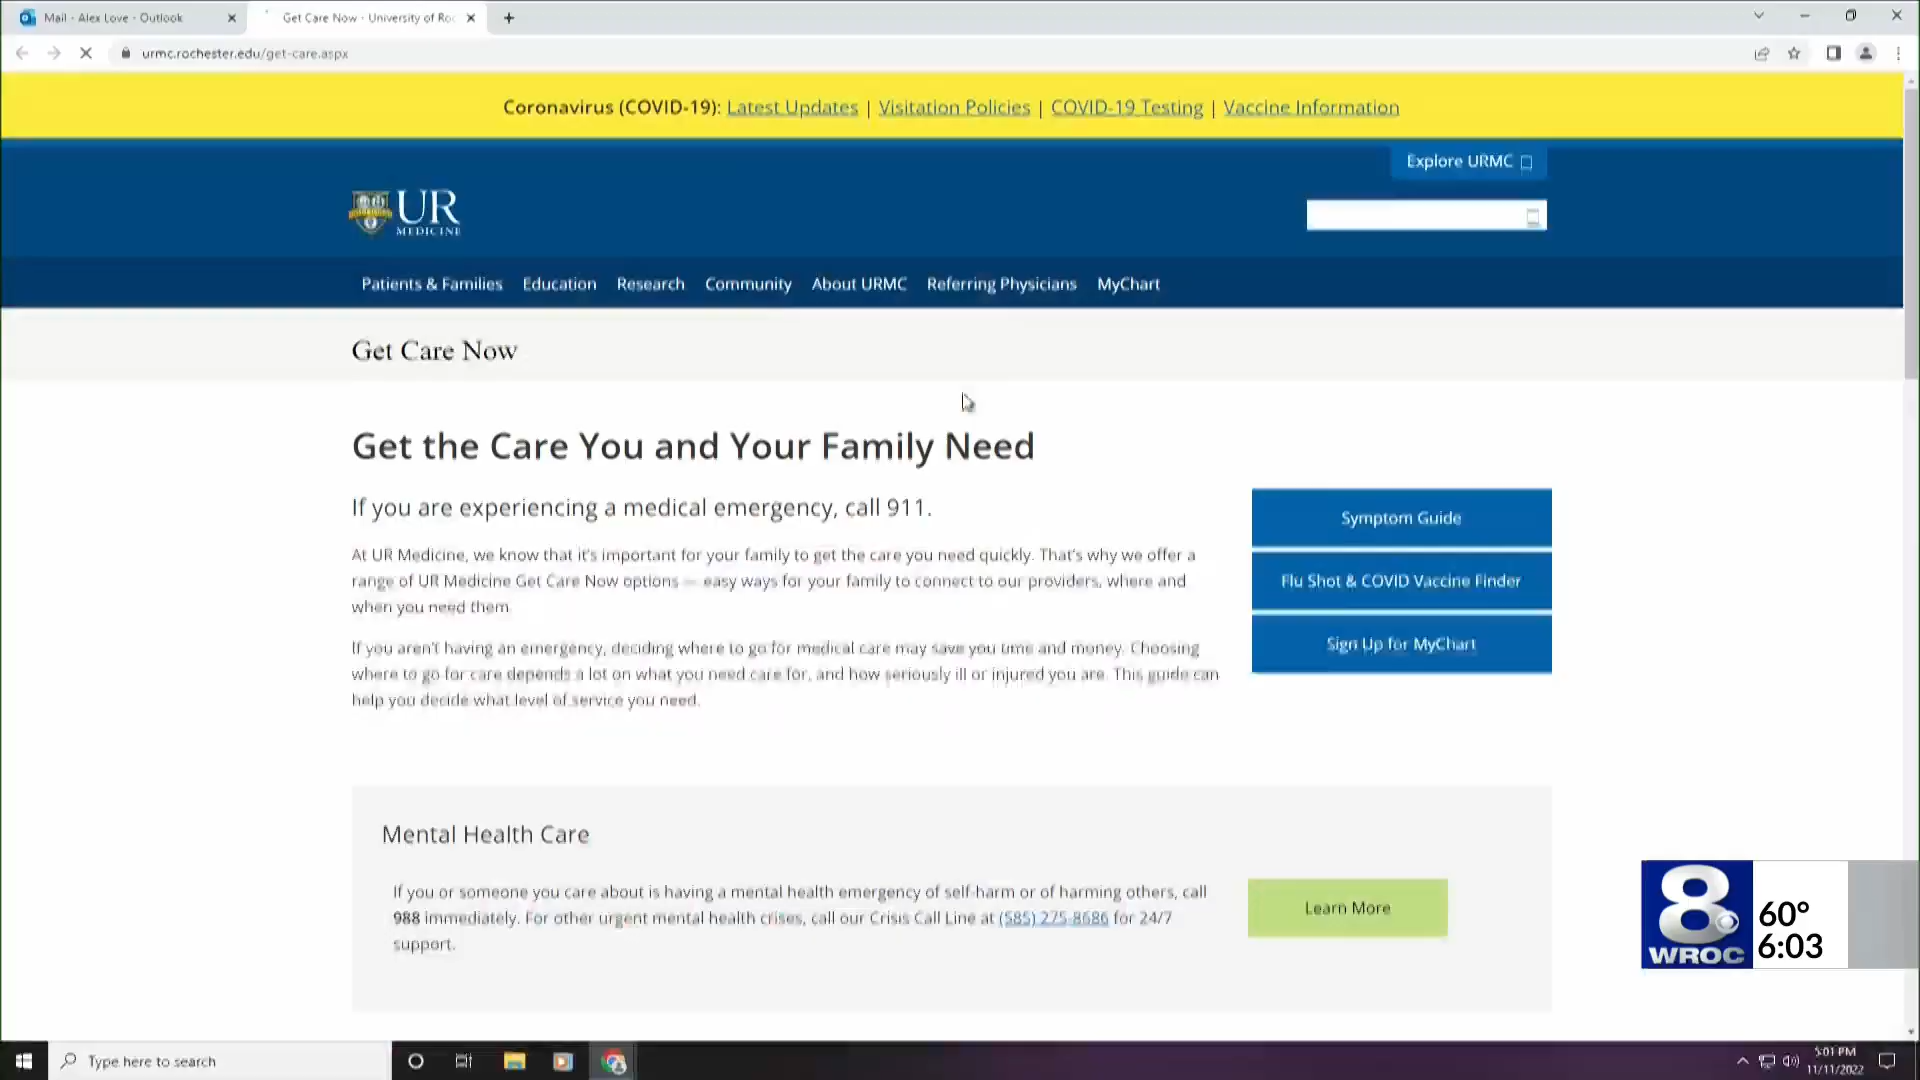 Mail - Alex Love - Outlook
Get Care Now - University of Roc
urmc.rochester.edu/get-care.aspx
Coronavirus (COVID-19): Latest Updates | Visitation Policies | COVID-19 Testing | Vaccine Information
Explore URMC
UR
MEDICINE
Patients & Families Education Research Community About URMC Referring Physicians MyChart
Get Care Now
Get the Care You and Your Family Need
If you are experiencing a medical emergency, call 911.
At UR Medicine, we know that it's important for your family to get the care you need quickly. That's why we offer a
range of UR Medicine Get Care Now options — easy ways for your family to connect to our providers, where and
when you need them.
If you aren't having an emergency, deciding where to go for medical care may save you time and money. Choosing
where to go for care depends a lot on what you need care for, and how seriously ill or injured you are. This guide can
help you decide what level of service you need.
Symptom Guide
Flu Shot & COVID Vaccine Finder
Sign Up for MyChart
Mental Health Care
If you or someone you care about is having a mental health emergency of self-harm or of harming others, call
988 immediately. For other urgent mental health crises, call our Crisis Call Line at (585) 275-8686 for 24/7
support.
Learn More
8
WROC
60°
6:03
Type here to search
5:01 PM
11/11/2022